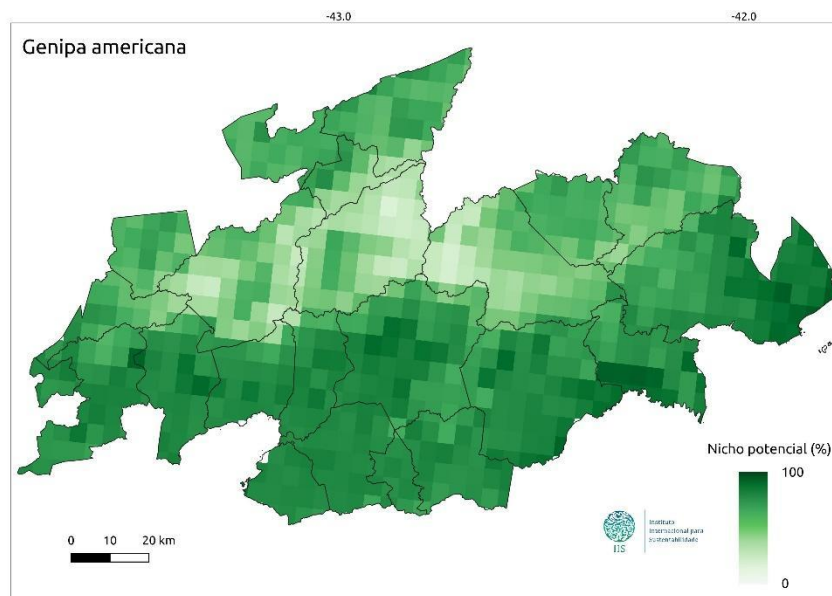 -43.0
-42.0
Genipa americana
Nicho potencial (%)
100
0
IIS
Instituto
Internacional para
Sustentabilidade
0
10
20 km